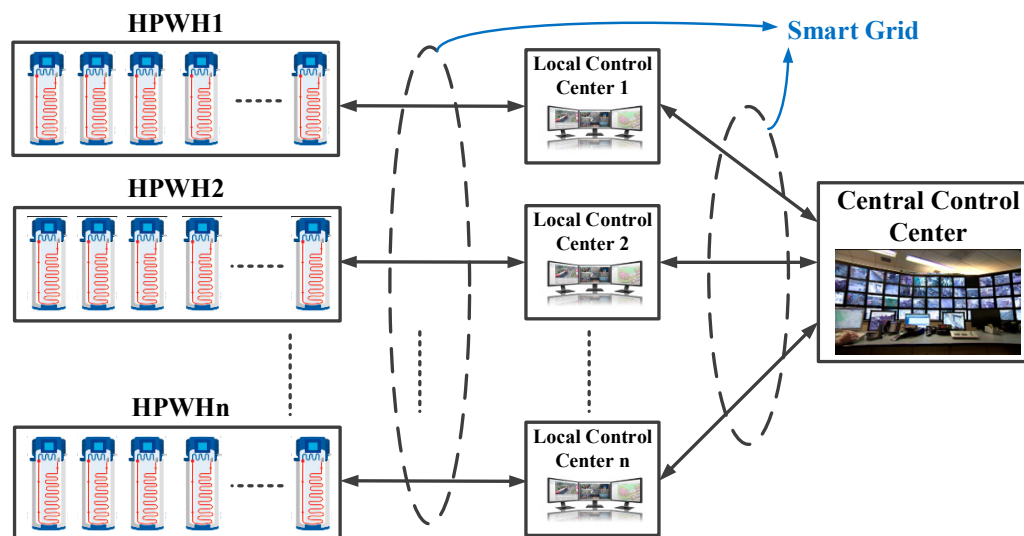 HPWH1
Smart Grid
Local Control
Center 1
HPWH2
Local Control
Center 2
Central Control
Center
HPWHn
Local Control
Center n